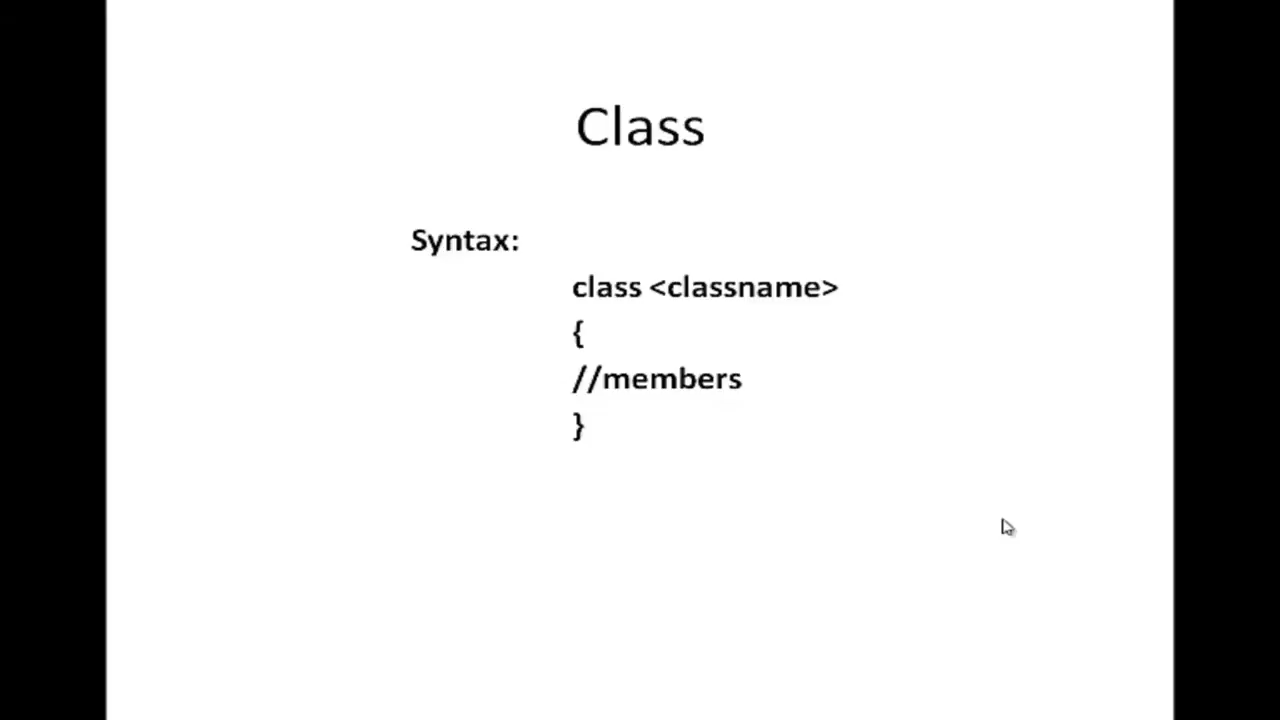 Class
Syntax:
class <classname>
{
//members
}